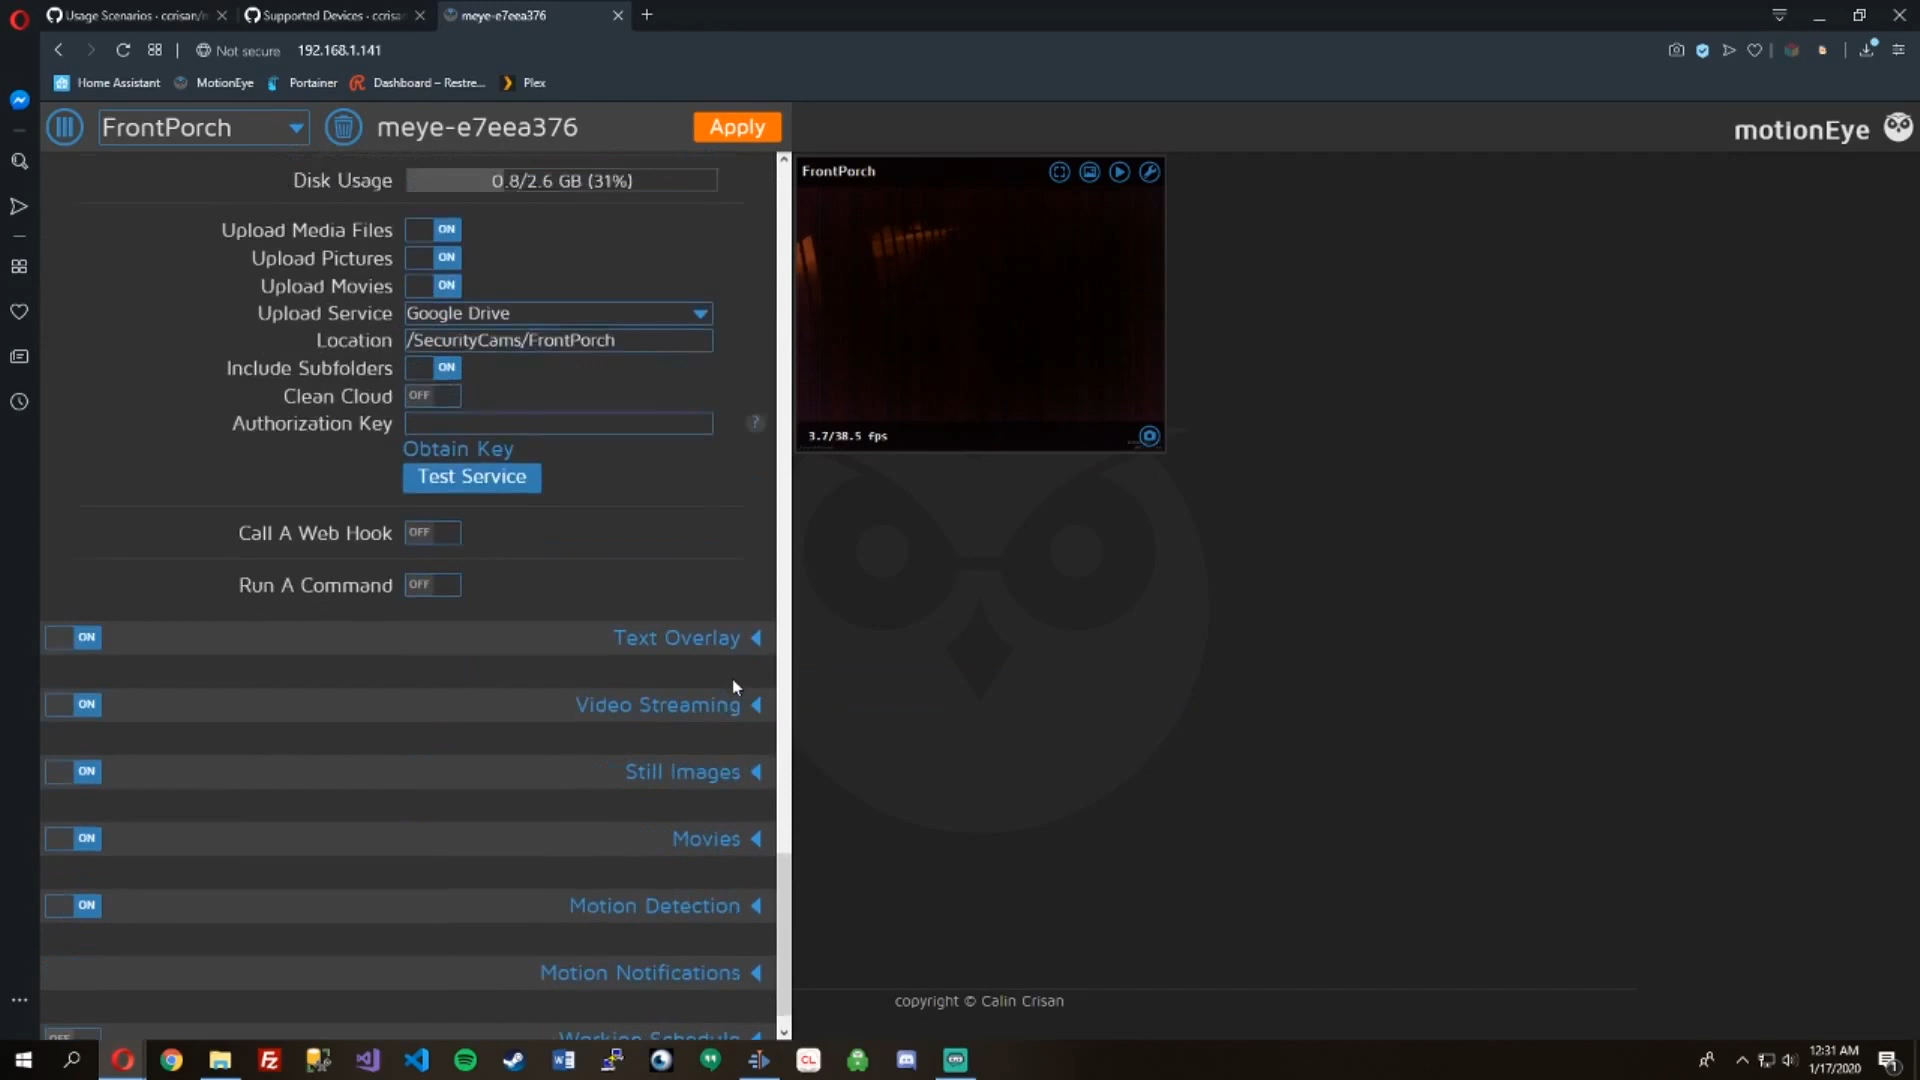 Usage Scenarios - ccrisan/
Supported Devices - ccrisa
meye-e7eea376
Not secure
192.168.1.141
Home Assistant
MotionEye
Portainer
Dashboard – Restre...
Plex
FrontPorch
meye-e7eea376
Apply
motionEye
Disk Usage
0.8/2.6 GB (31%)
Upload Media Files ON
Upload Pictures ON
Upload Movies ON
Upload Service Google Drive
Location /SecurityCams/FrontPorch
Include Subfolders ON
Clean Cloud OFF
Authorization Key ?
Obtain Key
Test Service
Call A Web Hook OFF
Run A Command OFF
ON Text Overlay
ON Video Streaming
ON Still Images
ON Movies
ON Motion Detection
Motion Notifications
OFF Working Schedule
FrontPorch
3.7/38.5 fps
copyright © Calin Crisan
CL
12:31 AM
1/17/2020
1